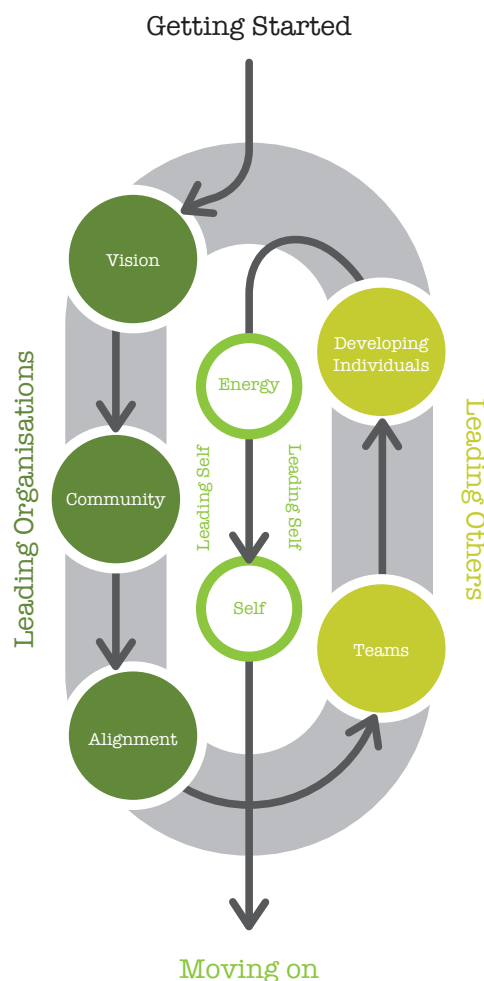 Getting Started
Vision
Developing
Individuals
Energy
Leading Organisations
Leading Self
Leading Self
Leading Others
Community
Self
Teams
Alignment
Moving on